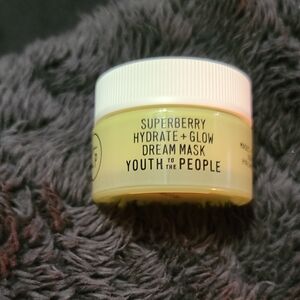 SUPERBERRY
HYDRATE + GLOW
DREAM MASK
YOUTH TO THE PEOPLE